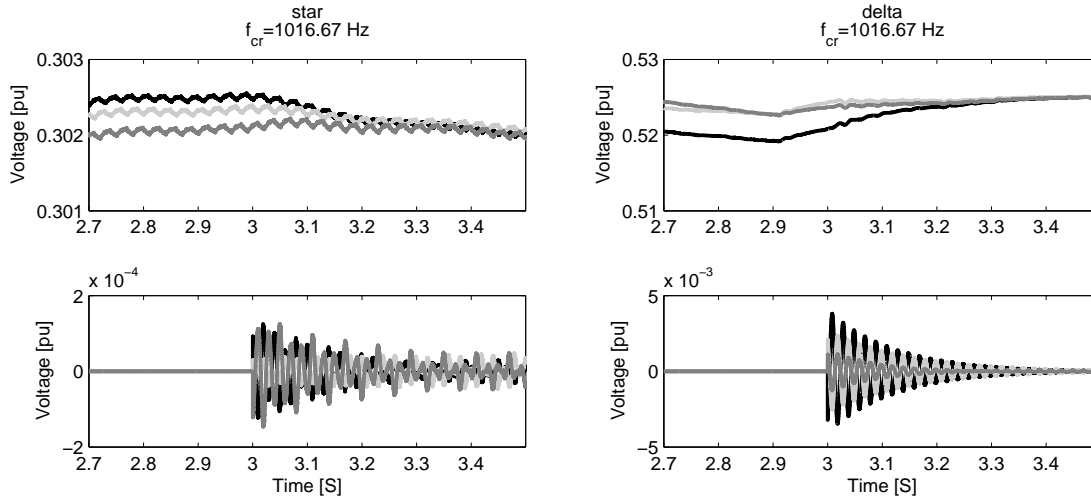 star
f_cr=1016.67 Hz
0.303
0.302
0.301
Voltage [pu]
2.7 2.8 2.9 3 3.1 3.2 3.3 3.4
delta
f_cr=1016.67 Hz
0.53
0.52
0.51
Voltage [pu]
2.7 2.8 2.9 3 3.1 3.2 3.3 3.4
x 10⁻⁴
2
0
−2
Voltage [pu]
2.7 2.8 2.9 3 3.1 3.2 3.3 3.4
Time [S]
x 10⁻³
5
0
−5
Voltage [pu]
2.7 2.8 2.9 3 3.1 3.2 3.3 3.4
Time [S]